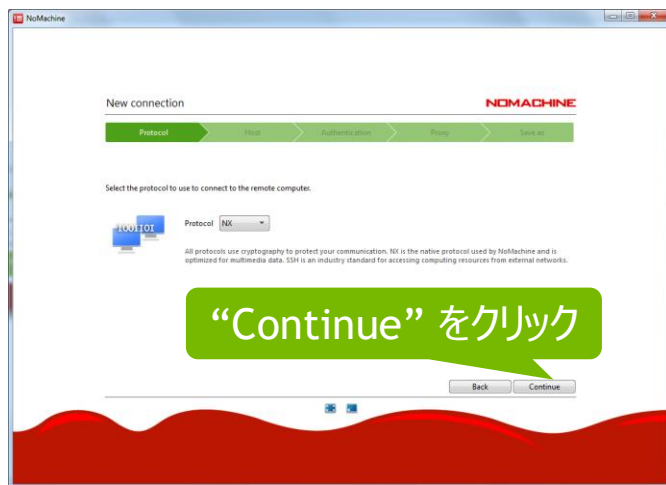 NoMachine
New connection
NOMACHINE
Protocol
Host
Authentication
Proxy
Save as
Select the protocol to use to connect to the remote computer.
1001101
Protocol NX
All protocols use cryptography to protect your communication. NX is the native protocol used by NoMachine and is
optimized for multimedia data. SSH is an industry standard for accessing computing resources from external networks.
“Continue” をクリック
Back
Continue